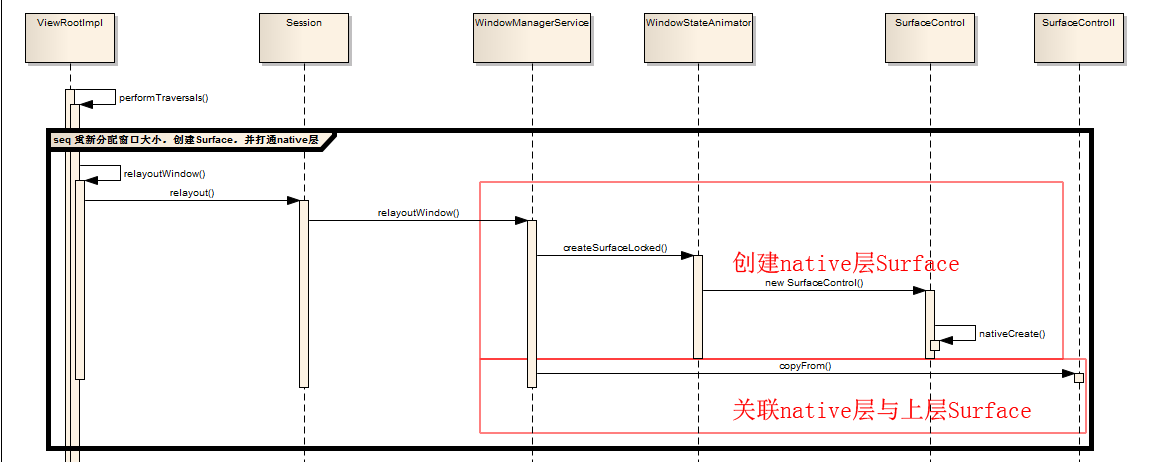 ViewRootImpl
Session
WindowManagerService
WindowStateAnimator
SurfaceControl
SurfaceControll
performTraversals()
seq 重新分配窗口大小，创建Surface，并打通native层
relayoutWindow()
relayout()
relayoutWindow()
createSurfaceLocked()
创建native层Surface
new SurfaceControl()
nativeCreate()
copyFrom()
关联native层与上层Surface